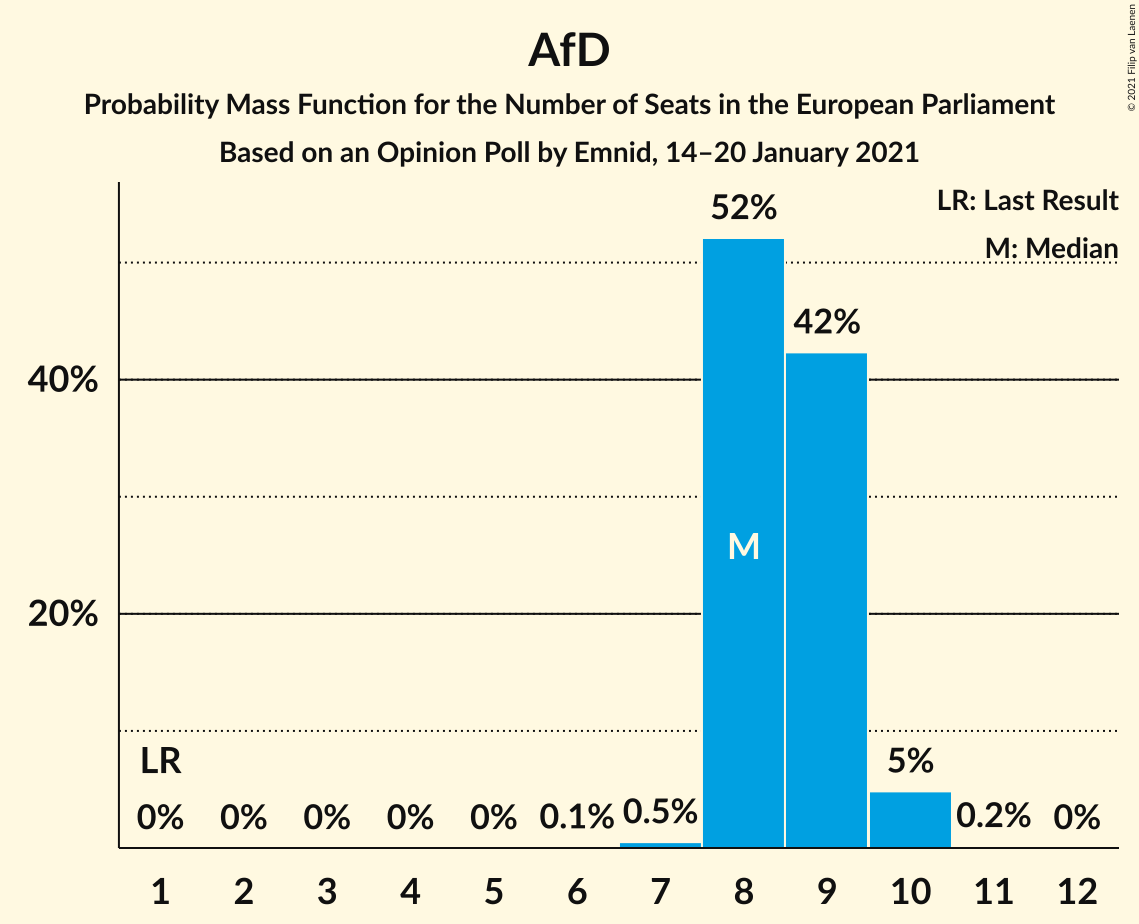 AfD
Probability Mass Function for the Number of Seats in the European Parliament
Based on an Opinion Poll by Emnid, 14–20 January 2021
© 2021 Filip van Laenen
LR: Last Result
M: Median
52%
42%
40%
M
20%
LR
5%
0% 0% 0% 0% 0% 0.1% 0.5% 0.2% 0%
1 2 3 4 5 6 7 8 9 10 11 12